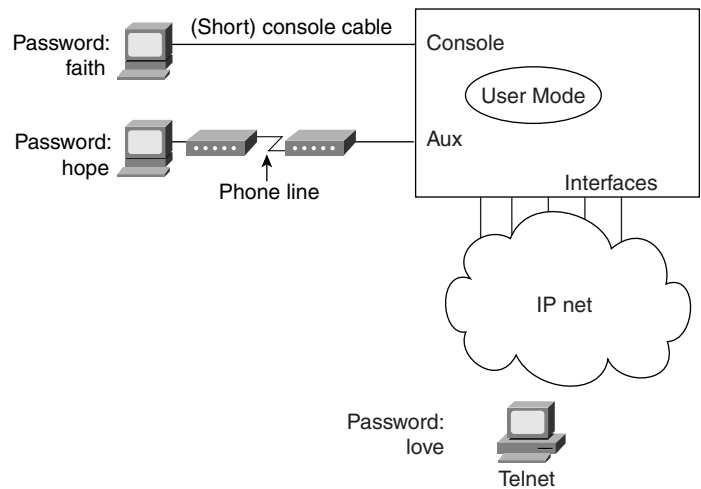 Password:
faith
(Short) console cable
Console
User Mode
Password:
hope
Phone line
Aux
Interfaces
IP net
Password:
love
Telnet